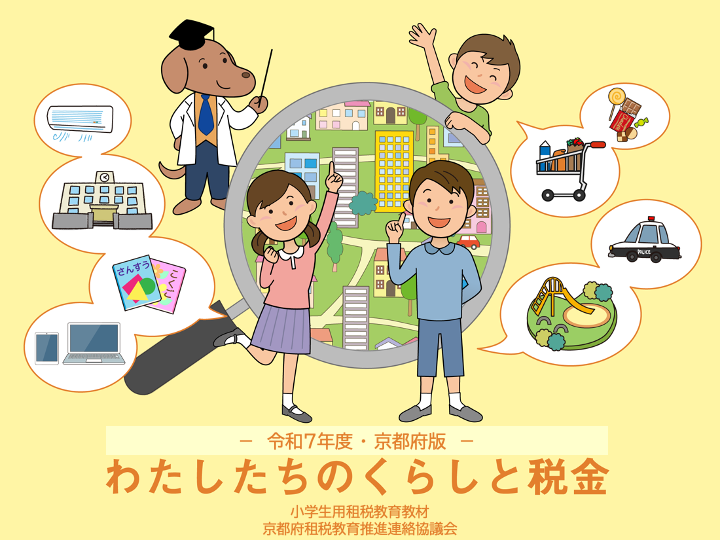 さんすう
こくご
POLICE
－ 令和7年度・京都府版 －
わたしたちのくらしと税金
小学生用租税教育教材
京都府租税教育推進連絡協議会